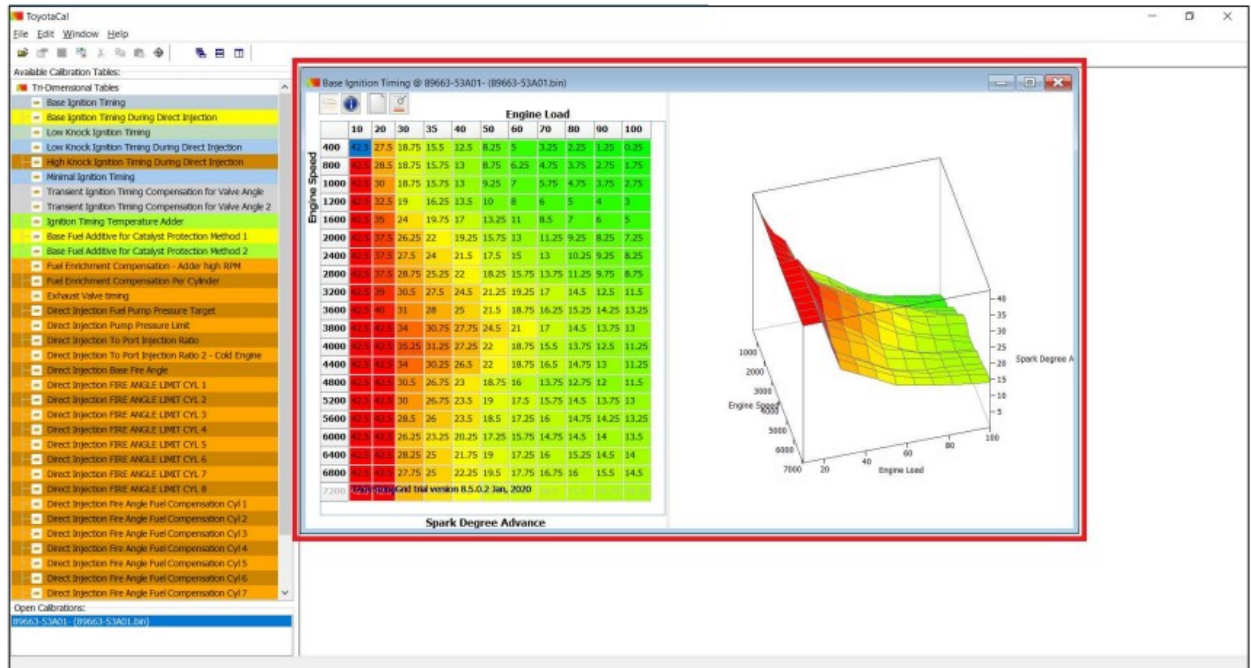 ToyotaCal
File Edit Window Help
Available Calibration Tables:
Tri-Dimensional Tables
Base Ignition Timing
Base Ignition Timing During Direct Injection
Low Knock Ignition Timing
Low Knock Ignition Timing During Direct Injection
High Knock Ignition Timing During Direct Injection
Minimal Ignition Timing
Transient Ignition Timing Compensation for Valve Angle
Transient Ignition Timing Compensation for Valve Angle 2
Ignition Timing Temperature Adder
Base Fuel Additive for Catalyst Protection Method 1
Base Fuel Additive for Catalyst Protection Method 2
Fuel Enrichment Compensation - Adder high RPM
Fuel Enrichment Compensation Per Cylinder
Exhaust Valve timing
Direct Injection Fuel Pump Pressure Target
Direct Injection Pump Pressure Limit
Direct Injection To Port Injection Ratio
Direct Injection To Port Injection Ratio 2 - Cold Engine
Direct Injection Base Fire Angle
Direct Injection FIRE ANGLE LIMIT CYL 1
Direct Injection FIRE ANGLE LIMIT CYL 2
Direct Injection FIRE ANGLE LIMIT CYL 3
Direct Injection FIRE ANGLE LIMIT CYL 4
Direct Injection FIRE ANGLE LIMIT CYL 5
Direct Injection FIRE ANGLE LIMIT CYL 6
Direct Injection FIRE ANGLE LIMIT CYL 7
Direct Injection FIRE ANGLE LIMIT CYL 8
Direct Injection Fire Angle Fuel Compensation Cyl 1
Direct Injection Fire Angle Fuel Compensation Cyl 2
Direct Injection Fire Angle Fuel Compensation Cyl 3
Direct Injection Fire Angle Fuel Compensation Cyl 4
Direct Injection Fire Angle Fuel Compensation Cyl 5
Direct Injection Fire Angle Fuel Compensation Cyl 6
Direct Injection Fire Angle Fuel Compensation Cyl 7
Open Calibrations:
89663-53A01- (89663-53A01.bin)
Base Ignition Timing @ 89663-53A01- (89663-53A01.bin)
Engine Load
Engine Speed
10 20 30 35 40 50 60 70 80 90 100
400 42.5 27.5 18.75 15.5 12.5 8.25 5 3.25 2.25 1.25 0.25
800 42.5 28.5 18.75 15.75 13 8.75 6.25 4.75 3.75 2.75 1.75
1000 42.5 30 18.75 15.75 13 9.25 7 5.75 4.75 3.75 2.75
1200 42.5 32.5 19 16.25 13.5 10 8 6 5 4 3
1600 42.5 35 24 19.75 17 13.25 11 8.5 7 6 5
2000 42.5 37.5 26.25 22 19.25 15.75 13 11.25 9.25 8.25 7.25
2400 42.5 37.5 27.5 24 21.5 17.5 15 13 10.25 9.25 8.25
2800 42.5 37.5 28.75 25.25 22 18.25 15.75 13.75 11.25 9.75 8.75
3200 42.5 39 30.5 27.5 24.5 21.25 19.25 17 14.5 12.5 11.5
3600 42.5 40 31 28 25 21.5 18.75 16.25 15.25 14.25 13.25
3800 42.5 42.5 34 30.75 27.75 24.5 21 17 14.5 13.75 13
4000 42.5 42.5 35.25 31.25 27.25 22 18.75 15.5 13.75 12.5 11.25
4400 42.5 42.5 34 30.25 26.5 22 18.75 16.5 14.75 13 11.25
4800 42.5 42.5 30.5 26.75 23 18.75 16 13.75 12.75 12 11.5
5200 42.5 42.5 30 26.75 23.5 19 17.5 15.75 14.5 13.75 13
5600 42.5 42.5 28.5 26 23.5 18.5 17.25 16 14.75 14.25 13.25
6000 42.5 42.5 26.25 23.25 20.25 17.25 15.75 14.75 14.5 14 13.5
6400 42.5 42.5 28.25 25 21.75 19 17.25 16 15.25 14.5 14
6800 42.5 42.5 27.75 25 22.25 19.5 17.75 16.75 16 15.5 14.5
7200 Grid trial version 8.5.0.2 Jan, 2020
Spark Degree Advance
40
35
30
25
20
15
10
5
Spark Degree A
1000
2000
3000
4000
5000
6000
7000
Engine Speed
20
40
60
80
100
Engine Load